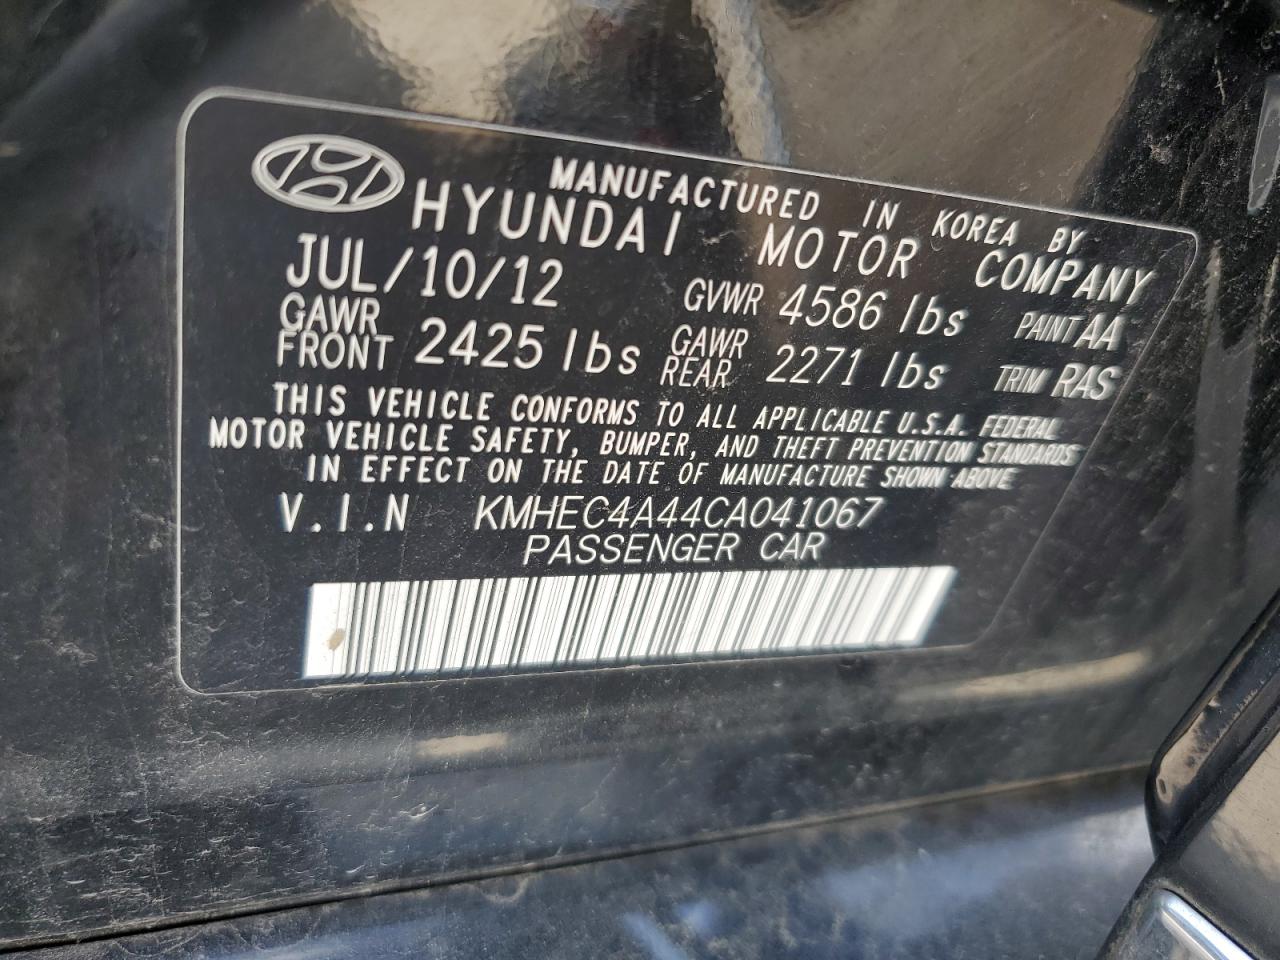 MANUFACTURED IN KOREA BY
HYUNDAI MOTOR COMPANY
JUL/10/12 GVWR 4586 lbs PAINT AA
GAWR FRONT 2425 lbs GAWR REAR 2271 lbs TRIM RAS
THIS VEHICLE CONFORMS TO ALL APPLICABLE U.S.A. FEDERAL
MOTOR VEHICLE SAFETY, BUMPER, AND THEFT PREVENTION STANDARDS
IN EFFECT ON THE DATE OF MANUFACTURE SHOWN ABOVE
V.I.N KMHEC4A44CA041067
PASSENGER CAR